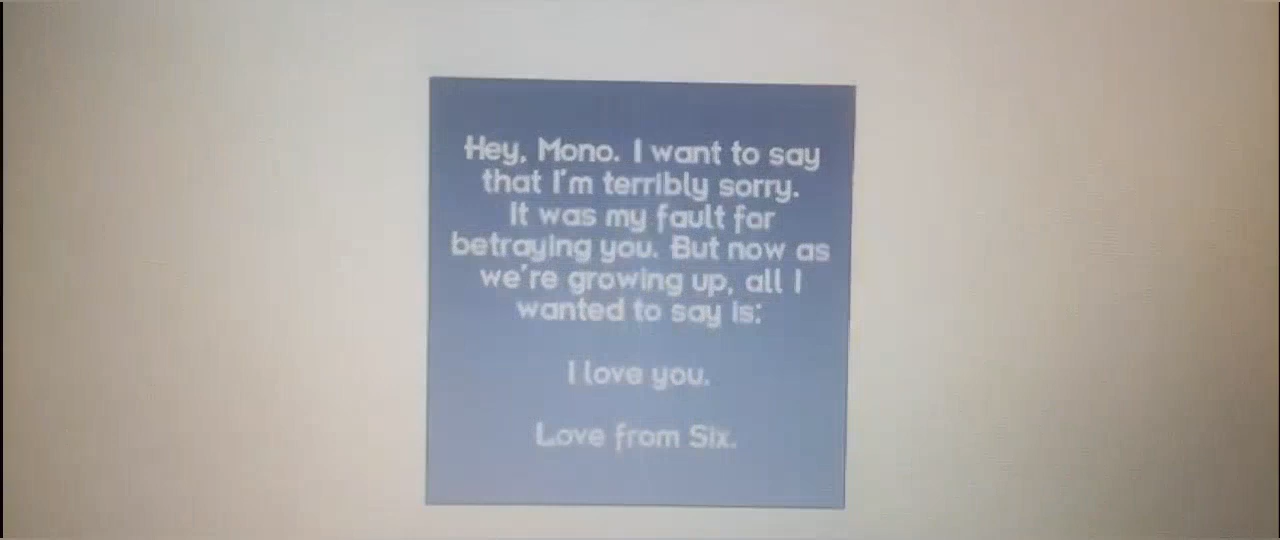 Hey, Mono. I want to say
that I'm terribly sorry.
It was my fault for
betraying you. But now as
we're growing up, all I
wanted to say is:
I love you.
Love from Six.